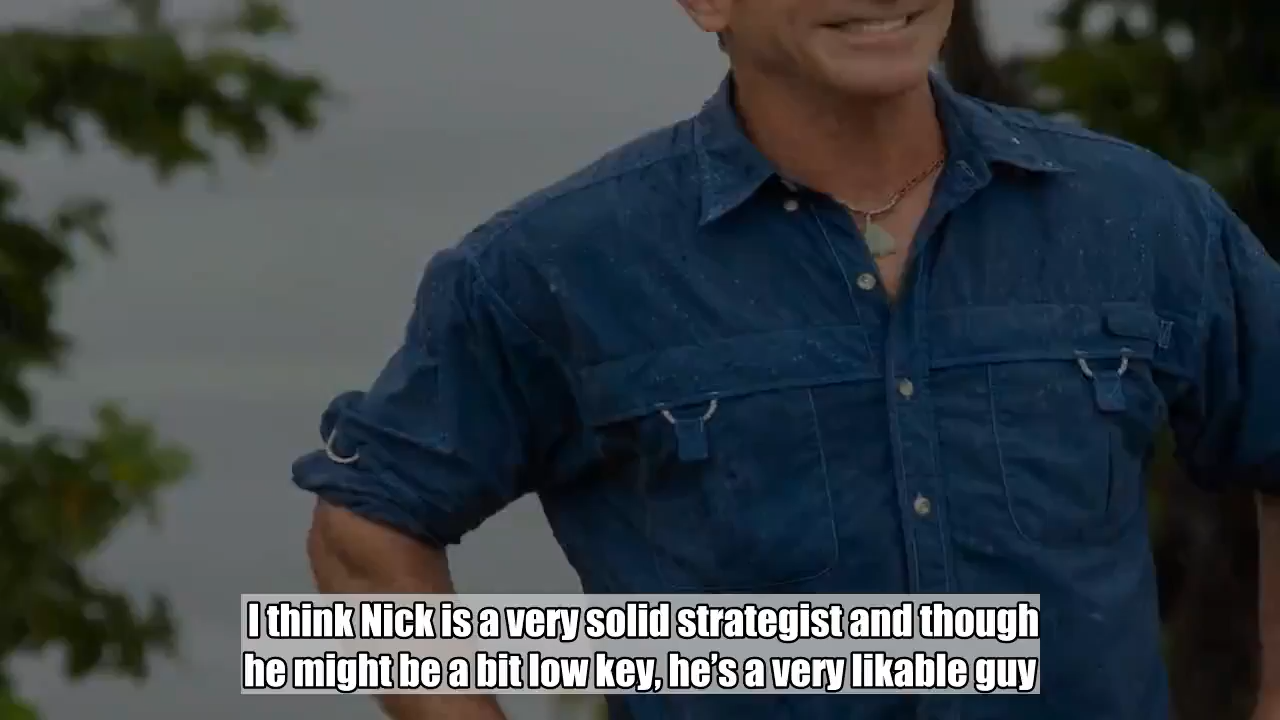 I think Nick is a very solid strategist and though
he might be a bit low key, he’s a very likable guy